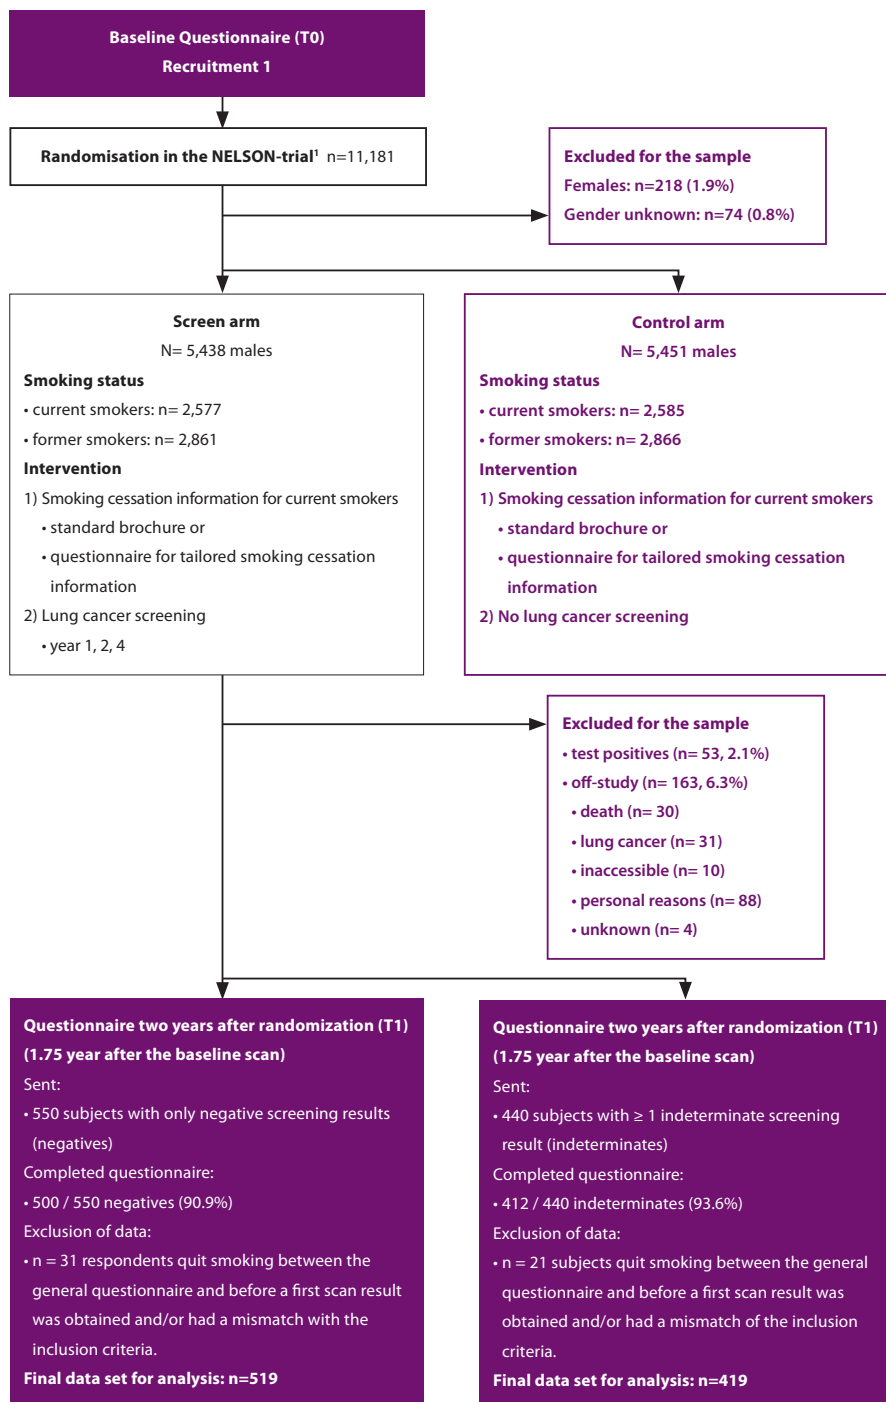 Baseline Questionnaire (T0)
Recruitment 1
Randomisation in the NELSON-trial¹ n=11,181
Excluded for the sample
Females: n=218 (1.9%)
Gender unknown: n=74 (0.8%)
Screen arm
N= 5,438 males
Smoking status
• current smokers: n= 2,577
• former smokers: n= 2,861
Intervention
1) Smoking cessation information for current smokers
• standard brochure or
• questionnaire for tailored smoking cessation
information
2) Lung cancer screening
• year 1, 2, 4
Control arm
N= 5,451 males
Smoking status
• current smokers: n= 2,585
• former smokers: n= 2,866
Intervention
1) Smoking cessation information for current smokers
• standard brochure or
• questionnaire for tailored smoking cessation
information
2) No lung cancer screening
Excluded for the sample
• test positives (n= 53, 2.1%)
• off-study (n= 163, 6.3%)
• death (n= 30)
• lung cancer (n= 31)
• inaccessible (n= 10)
• personal reasons (n= 88)
• unknown (n= 4)
Questionnaire two years after randomization (T1)
(1.75 year after the baseline scan)
Sent:
• 550 subjects with only negative screening results
(negatives)
Completed questionnaire:
• 500 / 550 negatives (90.9%)
Exclusion of data:
• n = 31 respondents quit smoking between the
general questionnaire and before a first scan result
was obtained and/or had a mismatch with the
inclusion criteria.
Final data set for analysis: n=519
Questionnaire two years after randomization (T1)
(1.75 year after the baseline scan)
Sent:
• 440 subjects with ≥ 1 indeterminate screening
result (indeterminates)
Completed questionnaire:
• 412 / 440 indeterminates (93.6%)
Exclusion of data:
• n = 21 subjects quit smoking between the general
questionnaire and before a first scan result was
obtained and/or had a mismatch of the inclusion
criteria.
Final data set for analysis: n=419